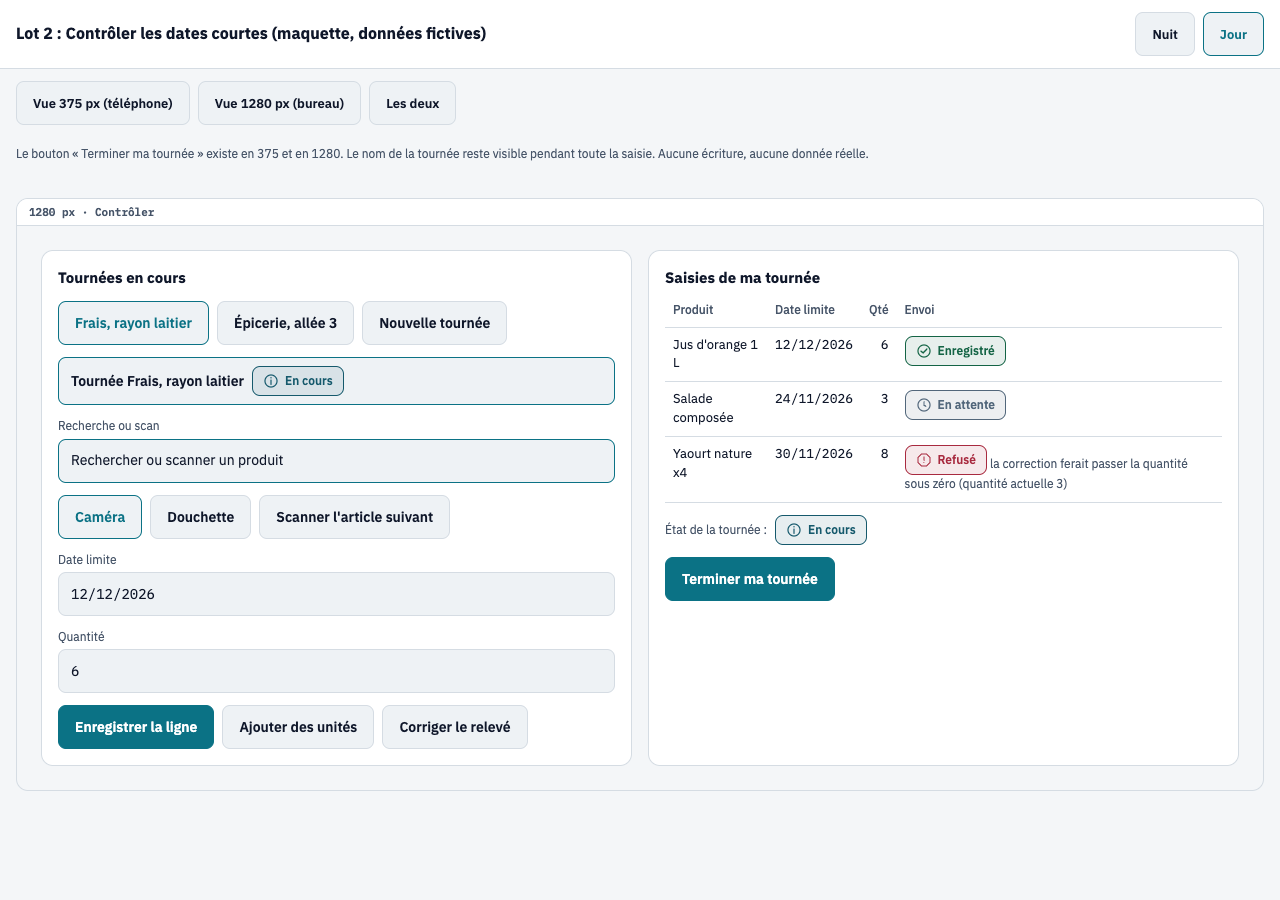 Lot 2 : Contrôler les dates courtes (maquette, données fictives)
Nuit
Jour
Vue 375 px (téléphone)
Vue 1280 px (bureau)
Les deux
Le bouton « Terminer ma tournée » existe en 375 et en 1280. Le nom de la tournée reste visible pendant toute la saisie. Aucune écriture, aucune donnée réelle.
1280 px · Contrôler
Tournées en cours
Frais, rayon laitier
Épicerie, allée 3
Nouvelle tournée
Tournée Frais, rayon laitier
En cours
Recherche ou scan
Rechercher ou scanner un produit
Caméra
Douchette
Scanner l'article suivant
Date limite
12/12/2026
Quantité
6
Enregistrer la ligne
Ajouter des unités
Corriger le relevé
Saisies de ma tournée
Produit Date limite Qté Envoi
Jus d'orange 1 L 12/12/2026 6 Enregistré
Salade composée 24/11/2026 3 En attente
Yaourt nature x4 30/11/2026 8 Refusé la correction ferait passer la quantité
sous zéro (quantité actuelle 3)
État de la tournée : En cours
Terminer ma tournée